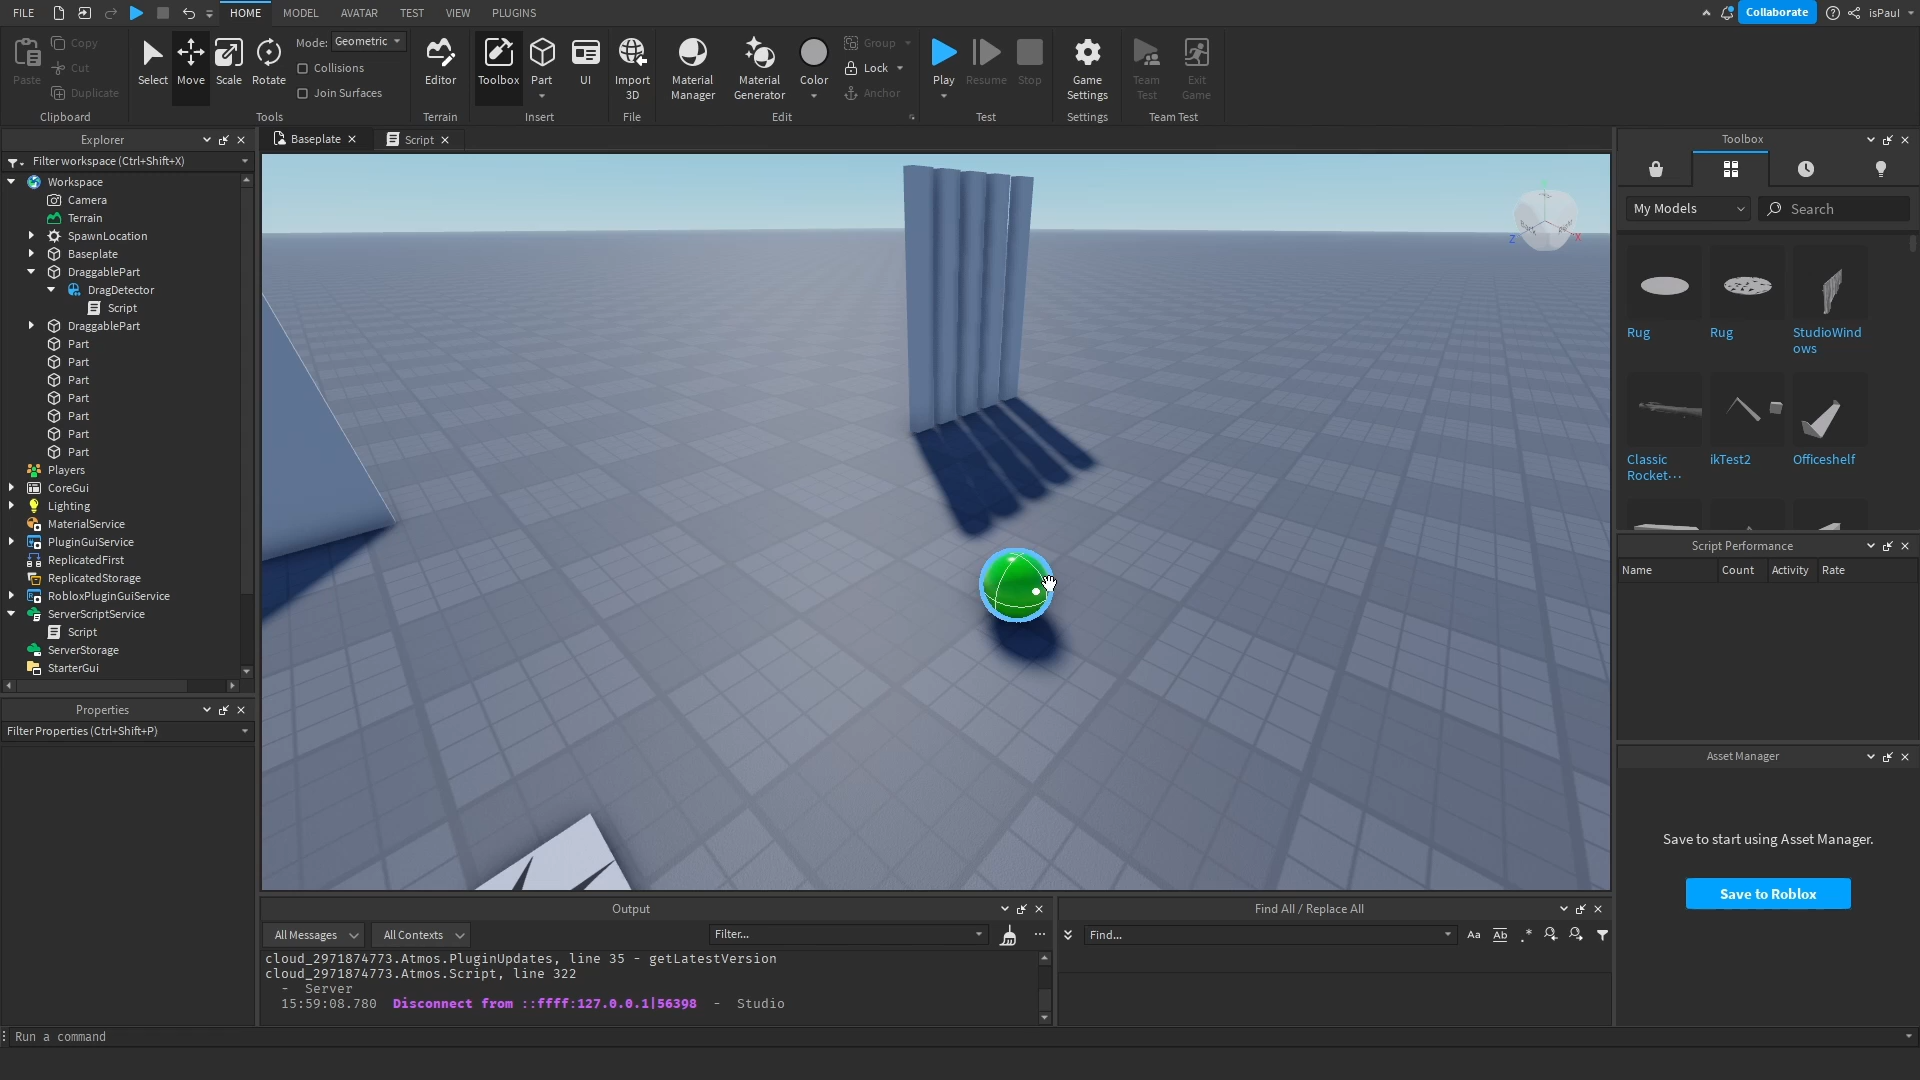 FILE
HOME
MODEL
AVATAR
TEST
VIEW
PLUGINS
Collaborate
isPaul
Paste
Copy
Cut
Duplicate
Clipboard
Select
Move
Scale
Rotate
Mode: Geometric
Collisions
Join Surfaces
Tools
Editor
Terrain
Toolbox
Part
UI
Insert
Import
3D
File
Material
Manager
Material
Generator
Color
Group
Lock
Anchor
Edit
Play
Resume
Stop
Test
Game
Settings
Settings
Team
Test
Exit
Game
Team Test
Explorer
Filter workspace (Ctrl+Shift+X)
Workspace
Camera
Terrain
SpawnLocation
Baseplate
DraggablePart
DragDetector
Script
DraggablePart
Part
Part
Part
Part
Part
Part
Part
Players
CoreGui
Lighting
MaterialService
PluginGuiService
ReplicatedFirst
ReplicatedStorage
RobloxPluginGuiService
ServerScriptService
Script
ServerStorage
StarterGui
Properties
Filter Properties (Ctrl+Shift+P)
Baseplate
Script
Z
X
Toolbox
My Models
Search
Rug
Rug
StudioWind
ows
Classic
Rocket...
ikTest2
Officeshelf
Script Performance
Name
Count
Activity
Rate
Asset Manager
Save to start using Asset Manager.
Save to Roblox
Output
All Messages
All Contexts
Filter...
cloud_2971874773.Atmos.PluginUpdates, line 35 - getLatestVersion
cloud_2971874773.Atmos.Script, line 322
- Server
15:59:08.780 Disconnect from ::ffff:127.0.0.1|56398 - Studio
Find All / Replace All
Find...
Aa
Ab
.*
Run a command